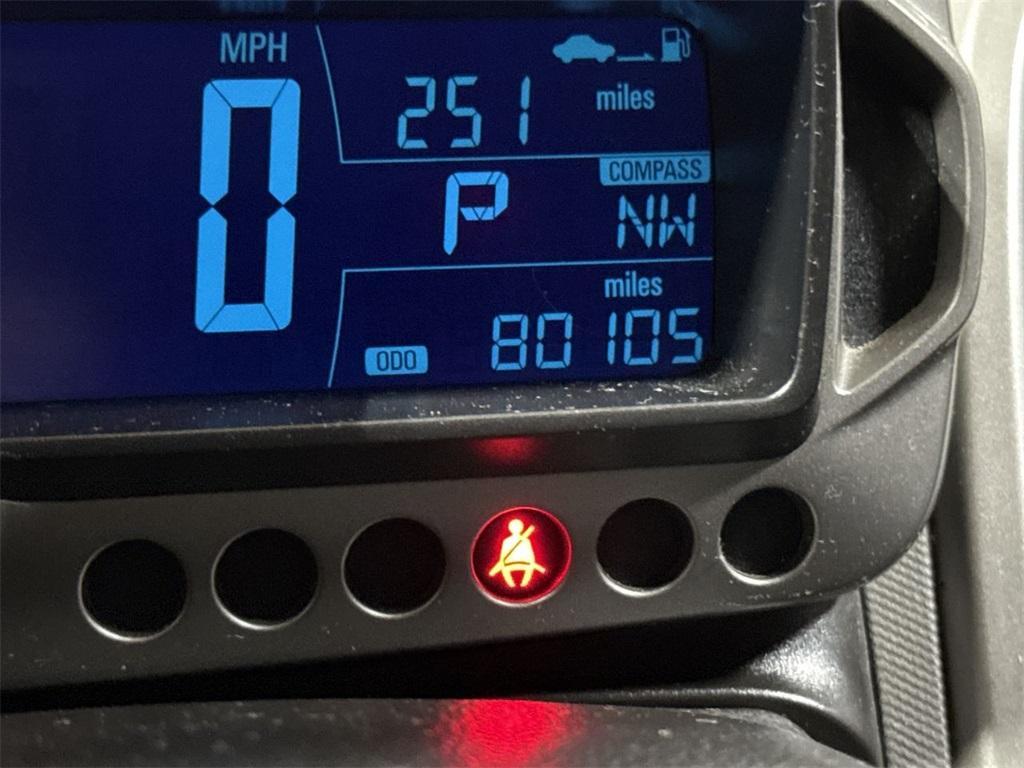 MPH
0
251 miles
P
COMPASS
NW
miles
ODO 80105